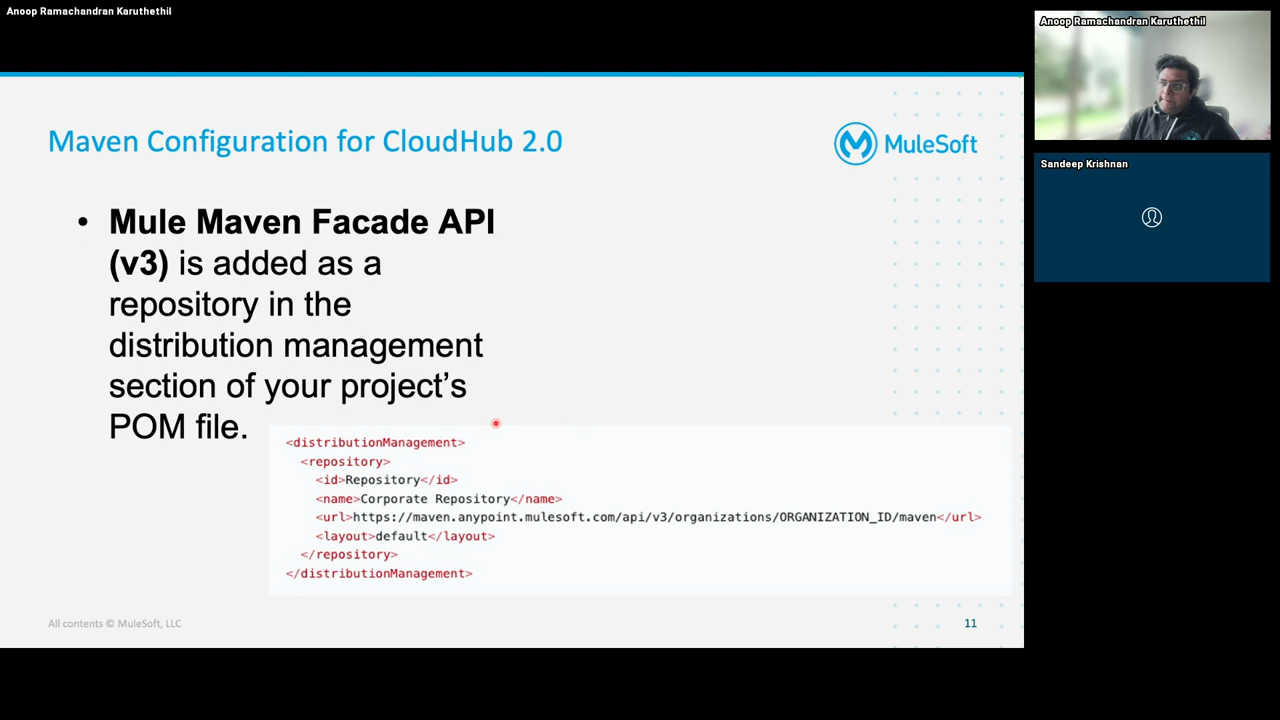 Anoop Ramachandran Karuthethil
Anoop Ramachandran Karuthethil
Sandeep Krishnan
Maven Configuration for CloudHub 2.0
MuleSoft
• Mule Maven Facade API
(v3) is added as a
repository in the
distribution management
section of your project's
POM file.
<distributionManagement>
<repository>
<id>Repository</id>
<name>Corporate Repository</name>
<url>https://maven.anypoint.mulesoft.com/api/v3/organizations/ORGANIZATION_ID/maven</url>
<layout>default</layout>
</repository>
</distributionManagement>
All contents © MuleSoft, LLC
11